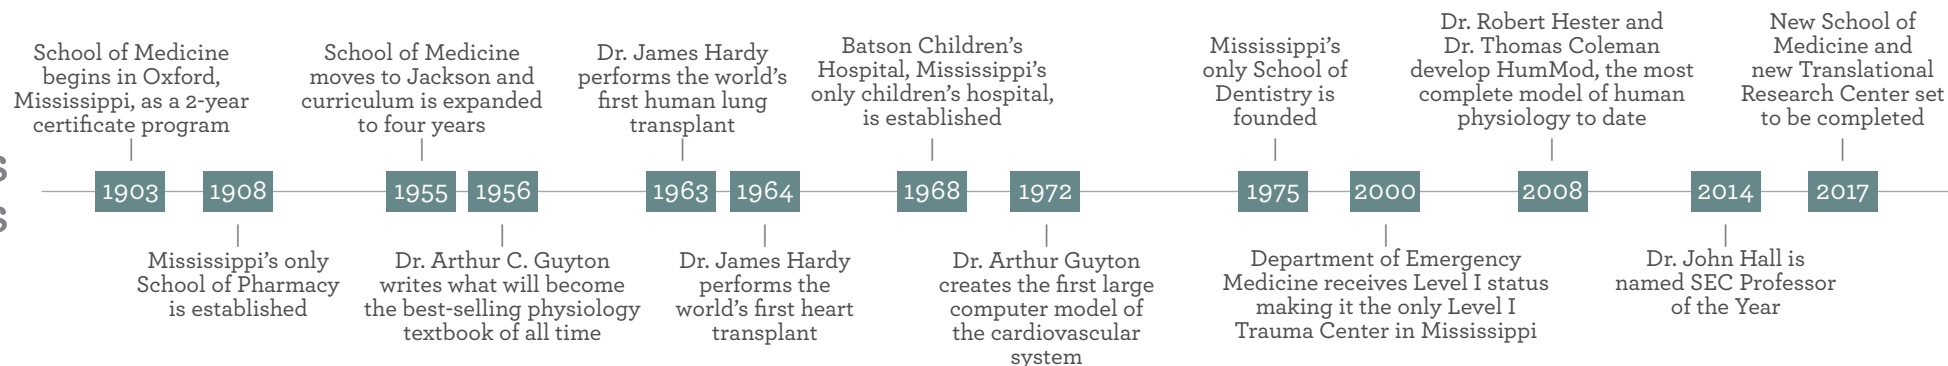 School of Medicine
begins in Oxford,
Mississippi, as a 2-year
certificate program
School of Medicine
moves to Jackson and
curriculum is expanded
to four years
Dr. James Hardy
performs the world’s
first human lung
transplant
Batson Children’s
Hospital, Mississippi’s
only children’s hospital,
is established
Mississippi’s
only School of
Dentistry is
founded
Dr. Robert Hester and
Dr. Thomas Coleman
develop HumMod, the most
complete model of human
physiology to date
New School of
Medicine and
new Translational
Research Center set
to be completed
S
S
1903 1908 1955 1956 1963 1964 1968 1972 1975 2000 2008 2014 2017
Mississippi’s only
School of Pharmacy
is established
Dr. Arthur C. Guyton
writes what will become
the best-selling physiology
textbook of all time
Dr. James Hardy
performs the
world’s first heart
transplant
Dr. Arthur Guyton
creates the first large
computer model of
the cardiovascular
system
Department of Emergency
Medicine receives Level I status
making it the only Level I
Trauma Center in Mississippi
Dr. John Hall is
named SEC Professor
of the Year